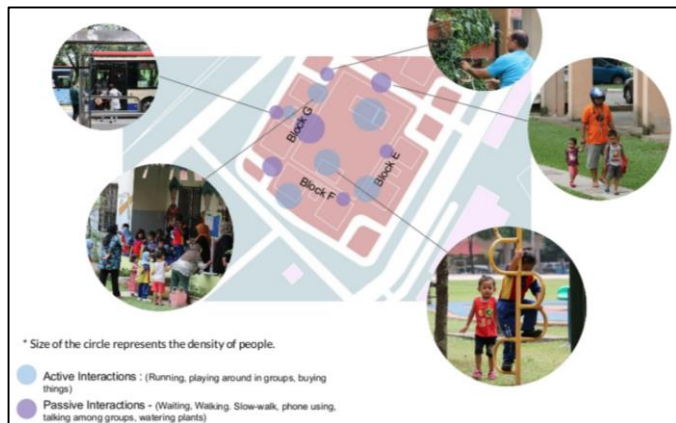 Block G
Block E
Block F
* Size of the circle represents the density of people.
Active Interactions : (Running, playing around in groups, buying
things)
Passive Interactions - (Waiting, Walking. Slow-walk, phone using,
talking among groups, watering plants)